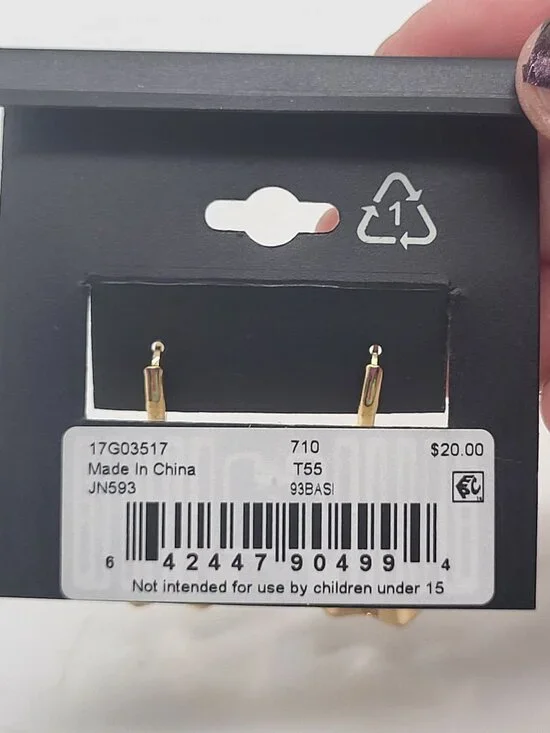 1
17G03517 710 $20.00
Made In China T55
JN593 93BASI
6 42447 90499 4
Not intended for use by children under 15